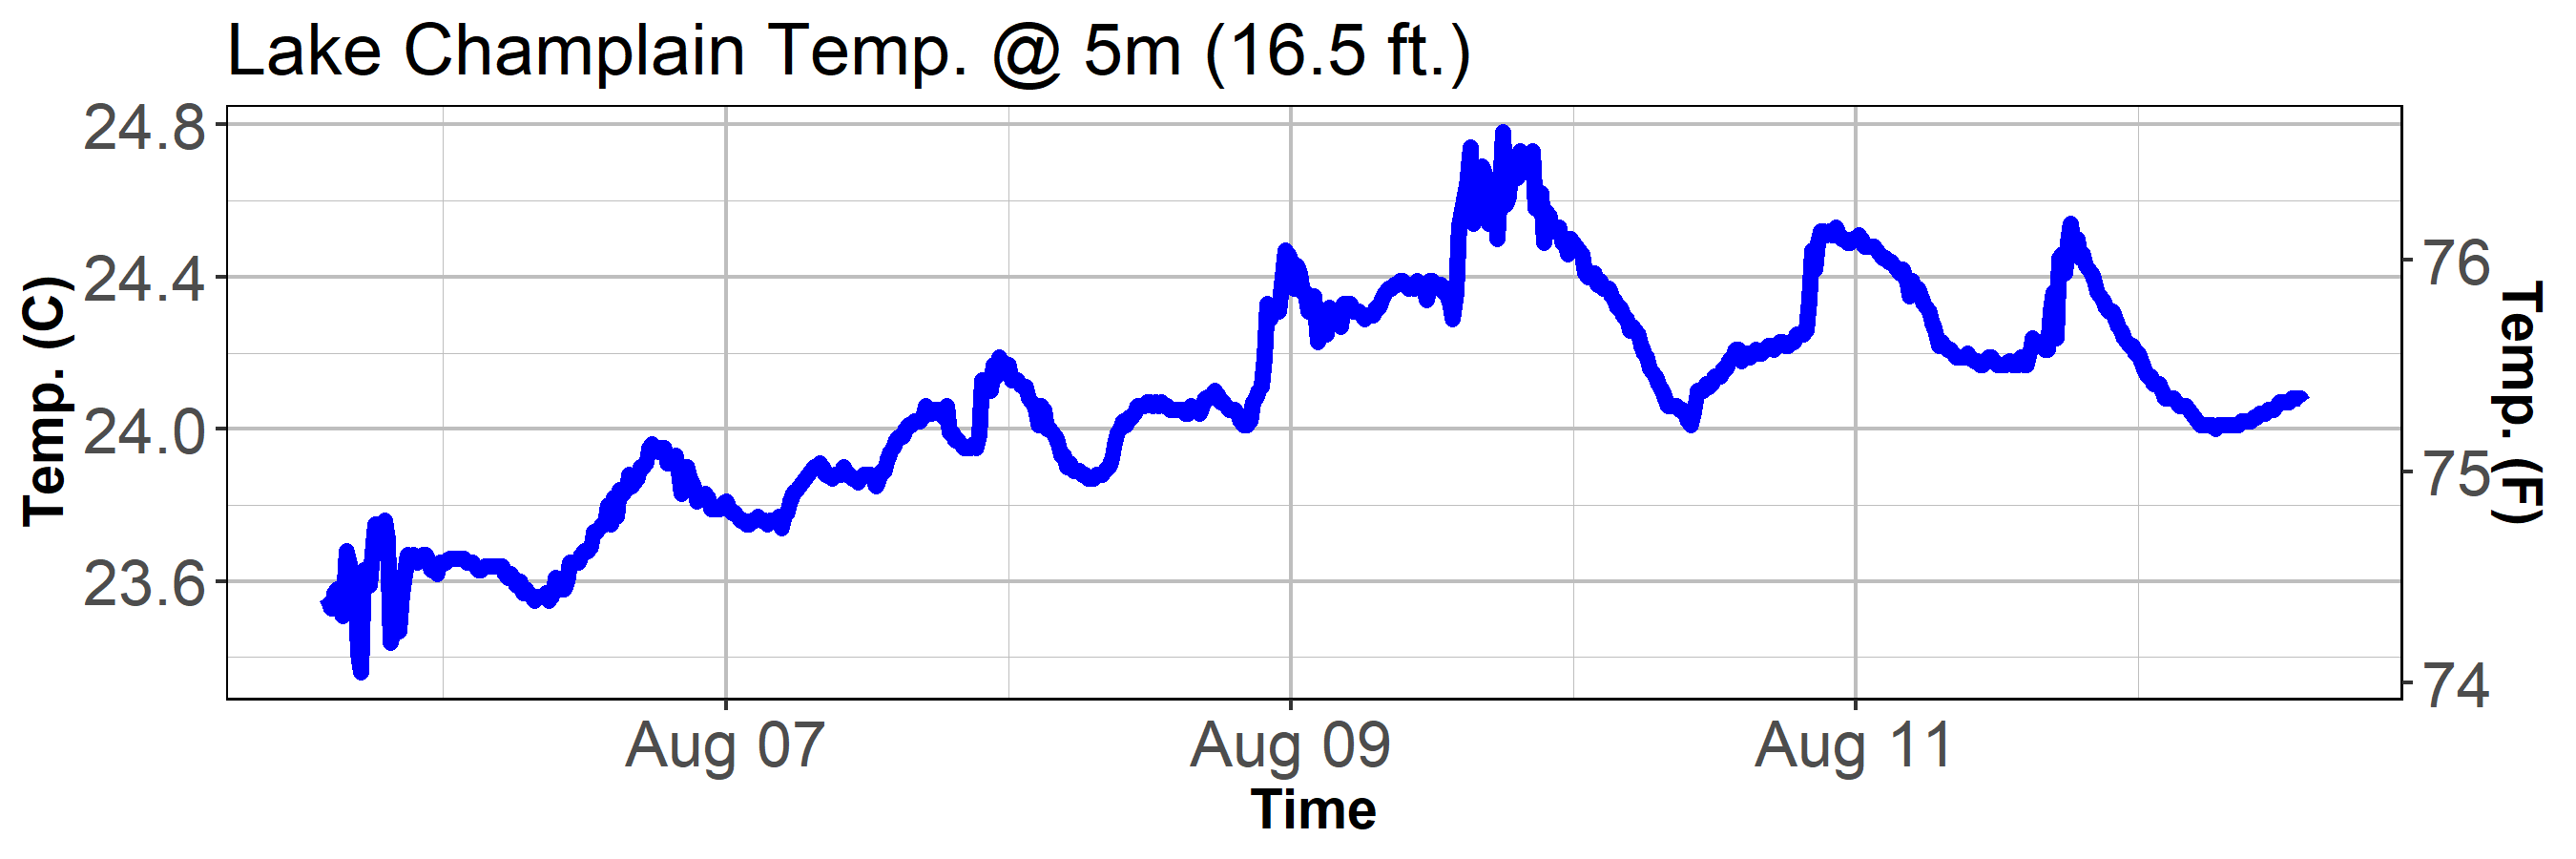 Lake Champlain Temp. @ 5m (16.5 ft.)
24.8
24.4
24.0
23.6
Temp. (C)
76
75
74
Temp. (F)
Aug 07 Aug 09 Aug 11
Time